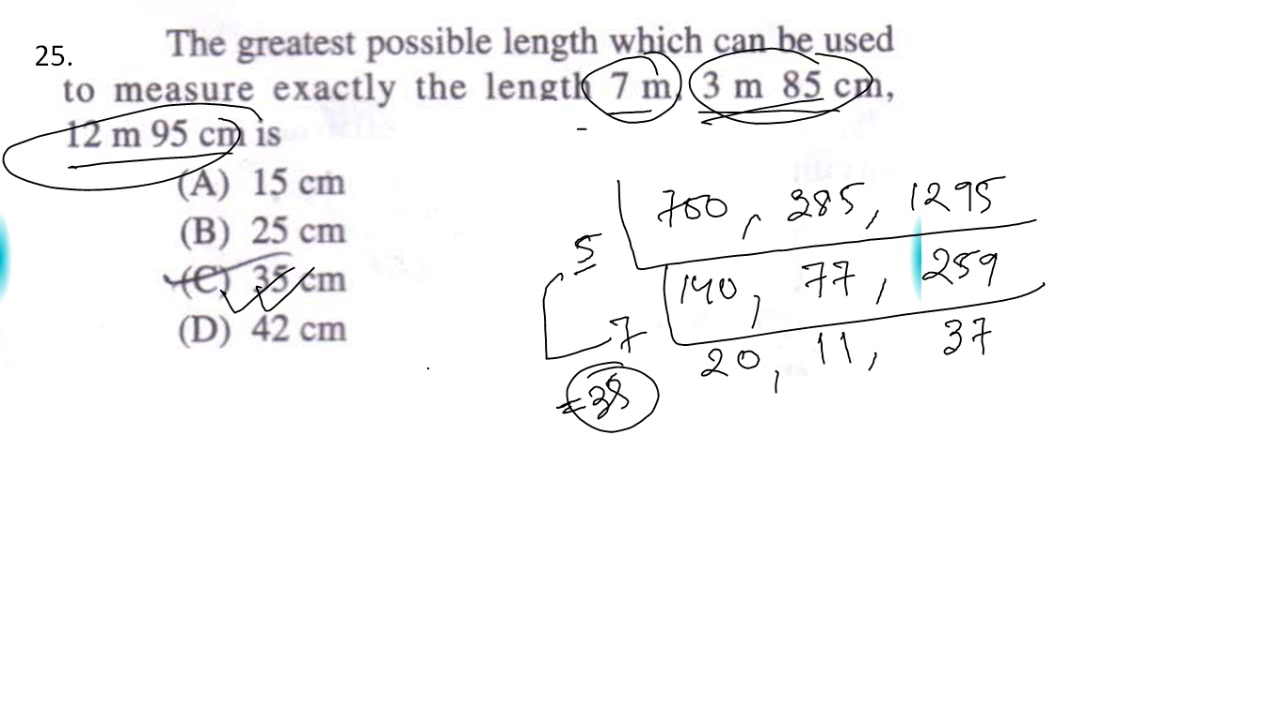 25. The greatest possible length which can be used
to measure exactly the length 7 m, 3 m 85 cm,
12 m 95 cm is
(A) 15 cm
(B) 25 cm
(C) 35 cm
(D) 42 cm
700, 385, 1295
5 140, 77, 259
7 20, 11, 37
=35